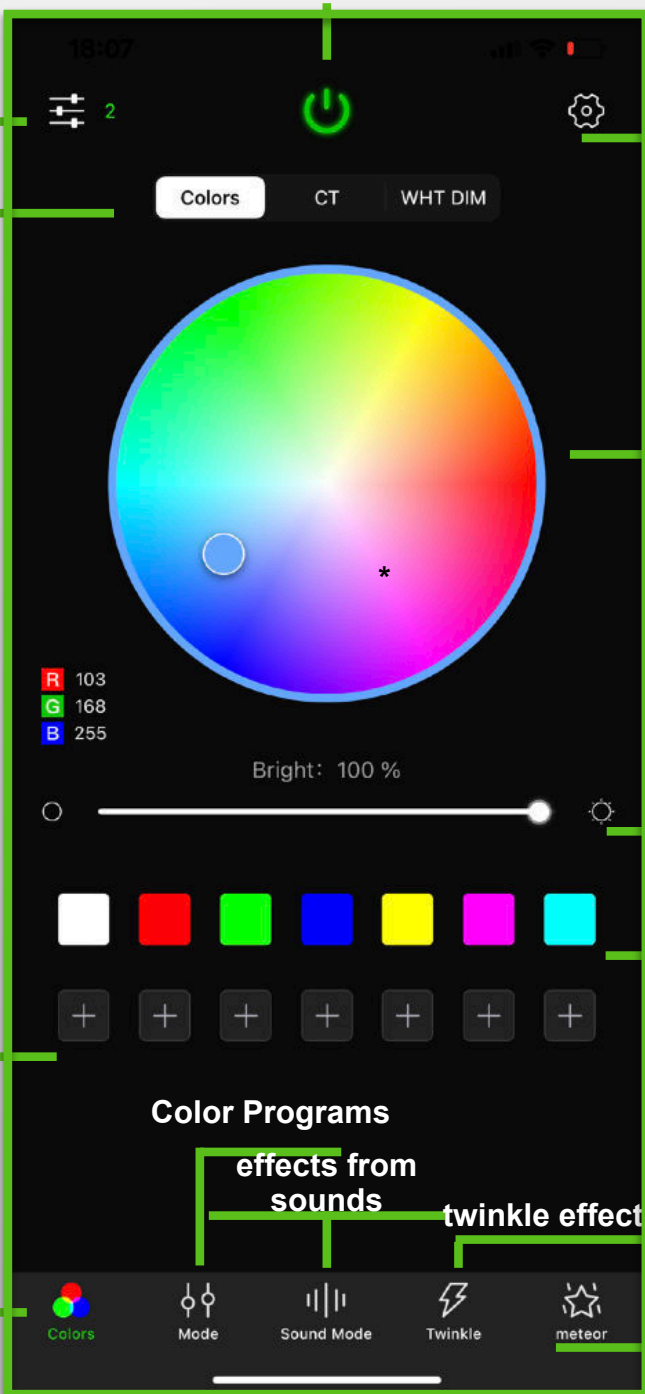 18:07
2
Colors CT WHT DIM
*
R 103
G 168
B 255
Bright: 100 %
Color Programs
effects from
sounds
twinkle effect
Colors Mode Sound Mode Twinkle meteor